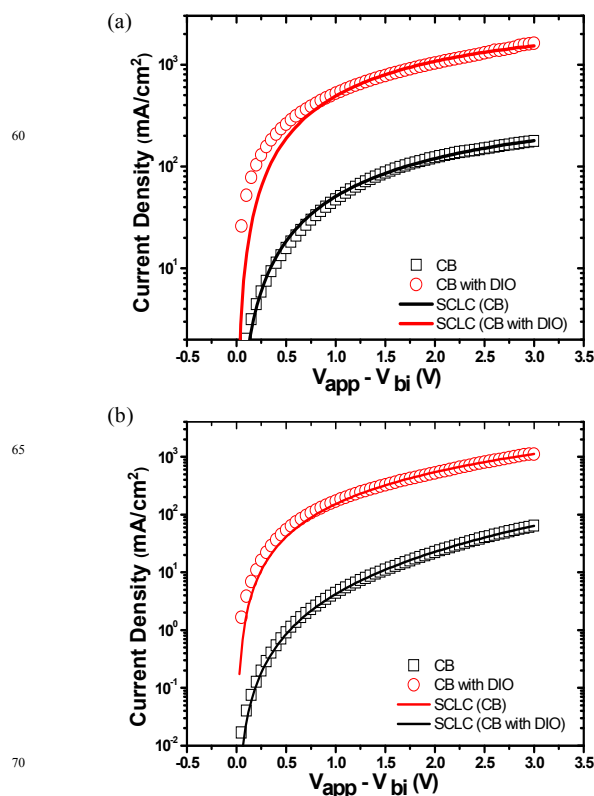 (a)
10³
60
10²
10¹
Current Density (mA/cm²)
CB
CB with DIO
SCLC (CB)
SCLC (CB with DIO)
-0.5 0.0 0.5 1.0 1.5 2.0 2.5 3.0 3.5
V_app - V_bi (V)
(b)
65
10³
10²
10¹
10⁰
10⁻¹
10⁻²
Current Density (mA/cm²)
CB
CB with DIO
SCLC (CB)
SCLC (CB with DIO)
-0.5 0.0 0.5 1.0 1.5 2.0 2.5 3.0 3.5
70
V_app - V_bi (V)